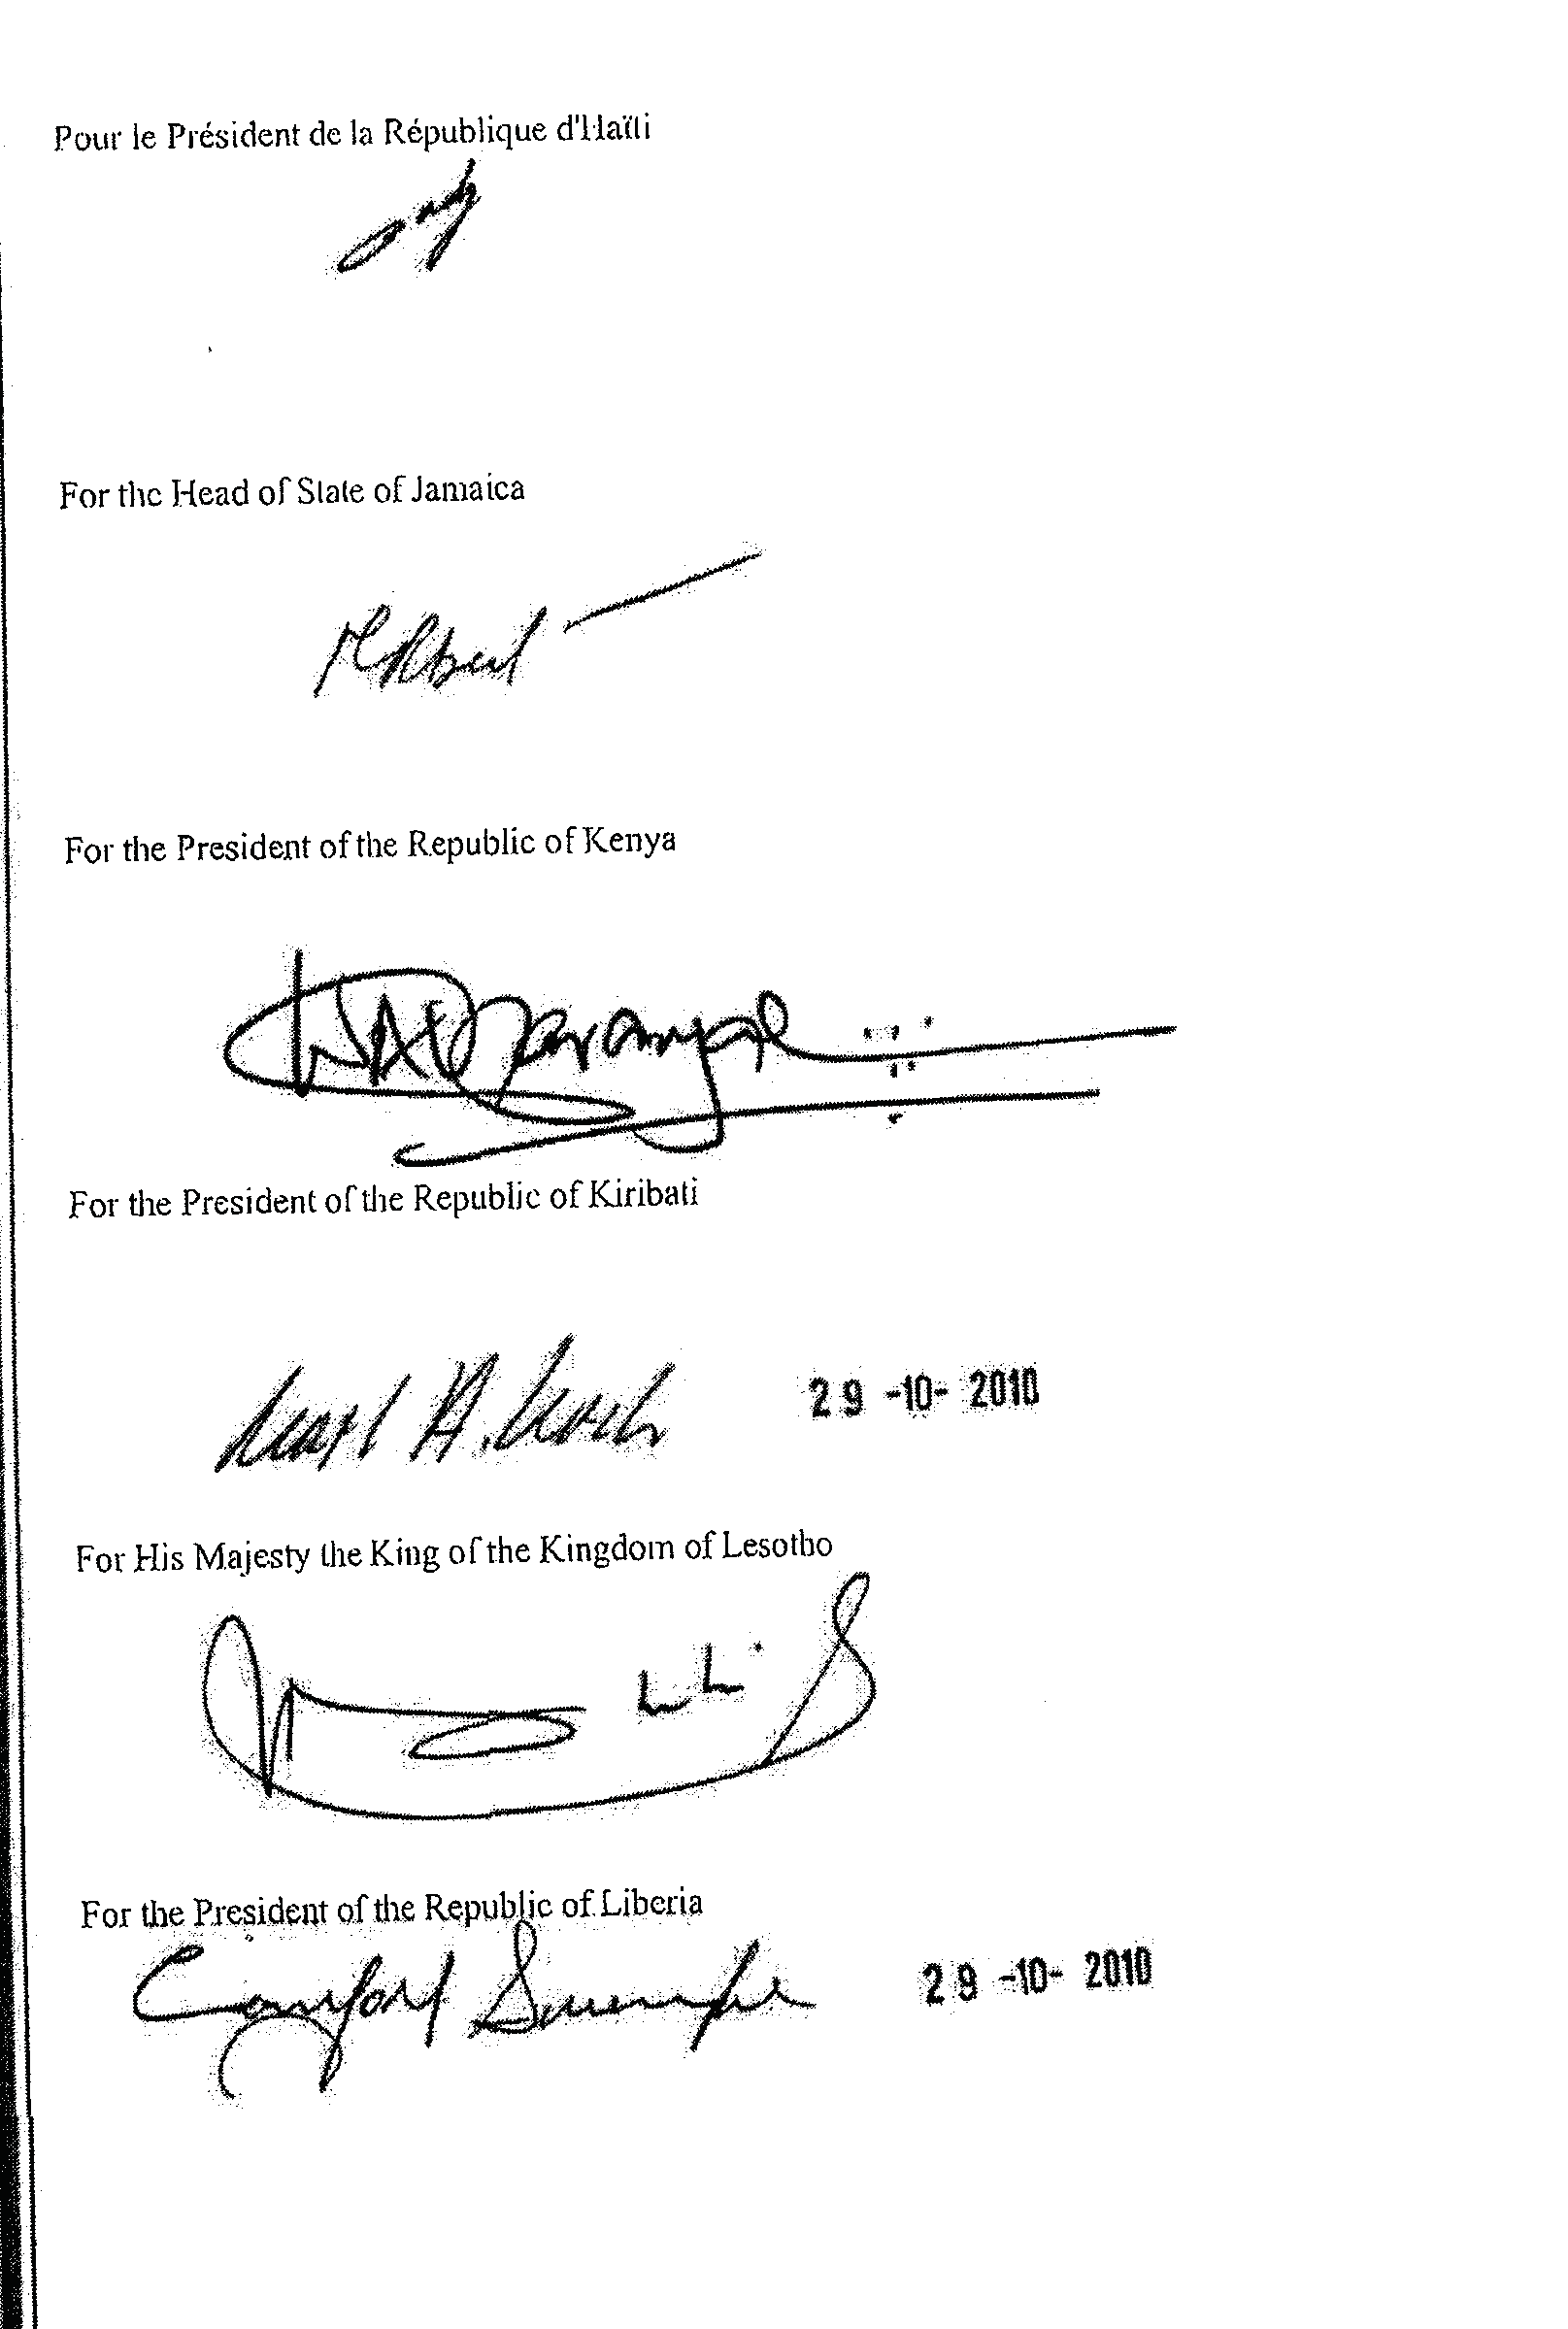 Pour le Président de la République d'Haïti
For the Head of State of Jamaica
For the President of the Republic of Kenya
For the President of the Republic of Kiribati
29 -10- 2010
For His Majesty the King of the Kingdom of Lesotho
For the President of the Republic of Liberia
29 -10- 2010